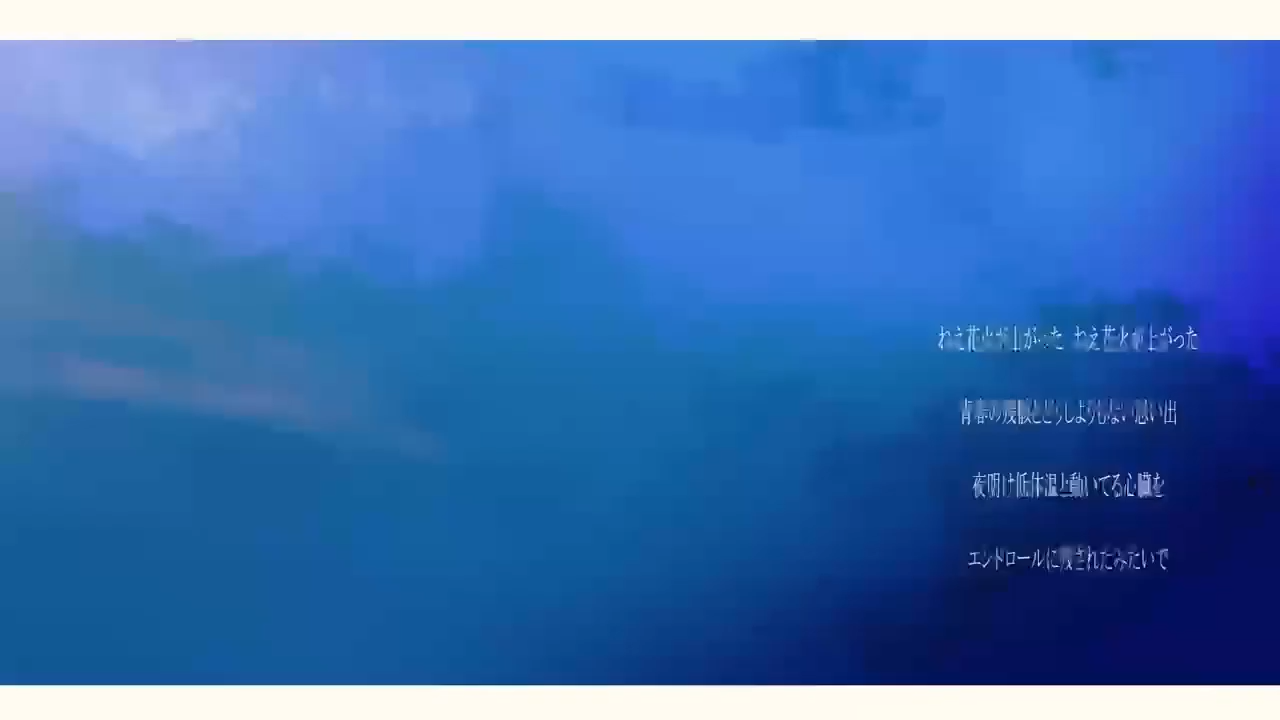 ねえ花火が上がった ねえ花火が上がった
青春の残骸とどうしようもない思い出
夜明け低体温と動いてる心臓を
エンドロールに残されたみたいで